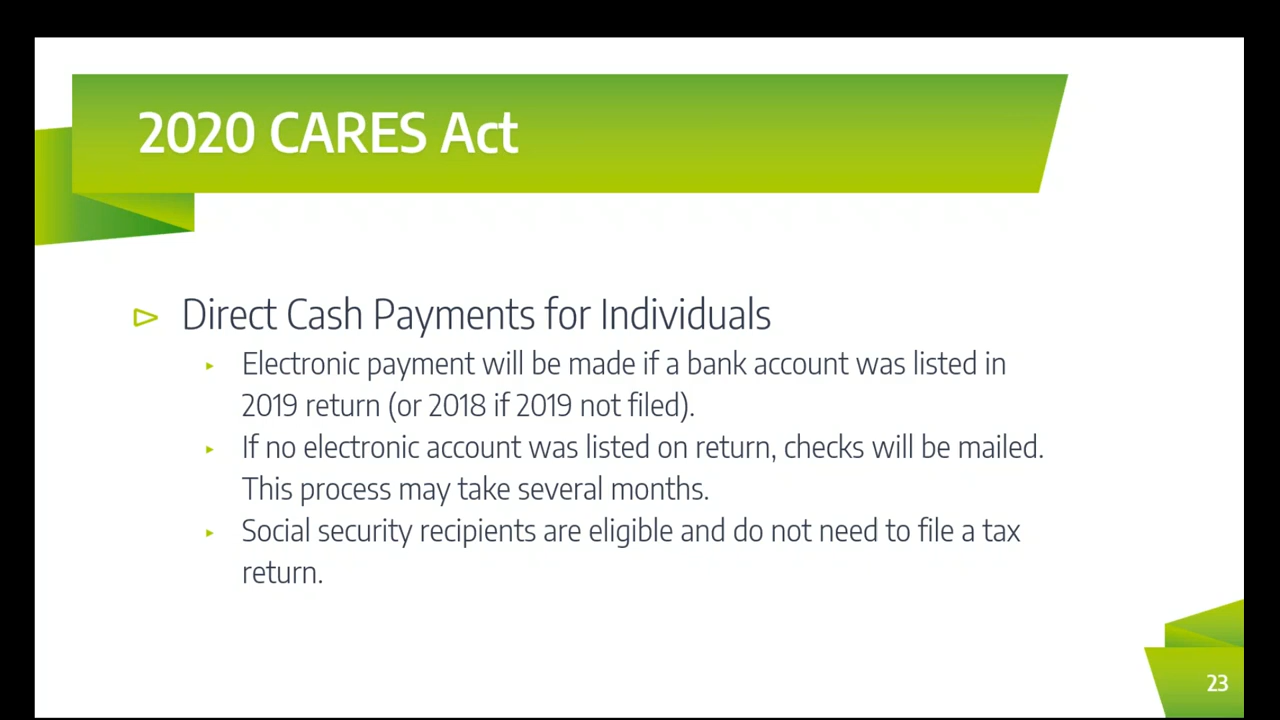 2020 CARES Act
Direct Cash Payments for Individuals
Electronic payment will be made if a bank account was listed in
2019 return (or 2018 if 2019 not filed).
If no electronic account was listed on return, checks will be mailed.
This process may take several months.
Social security recipients are eligible and do not need to file a tax
return.
23